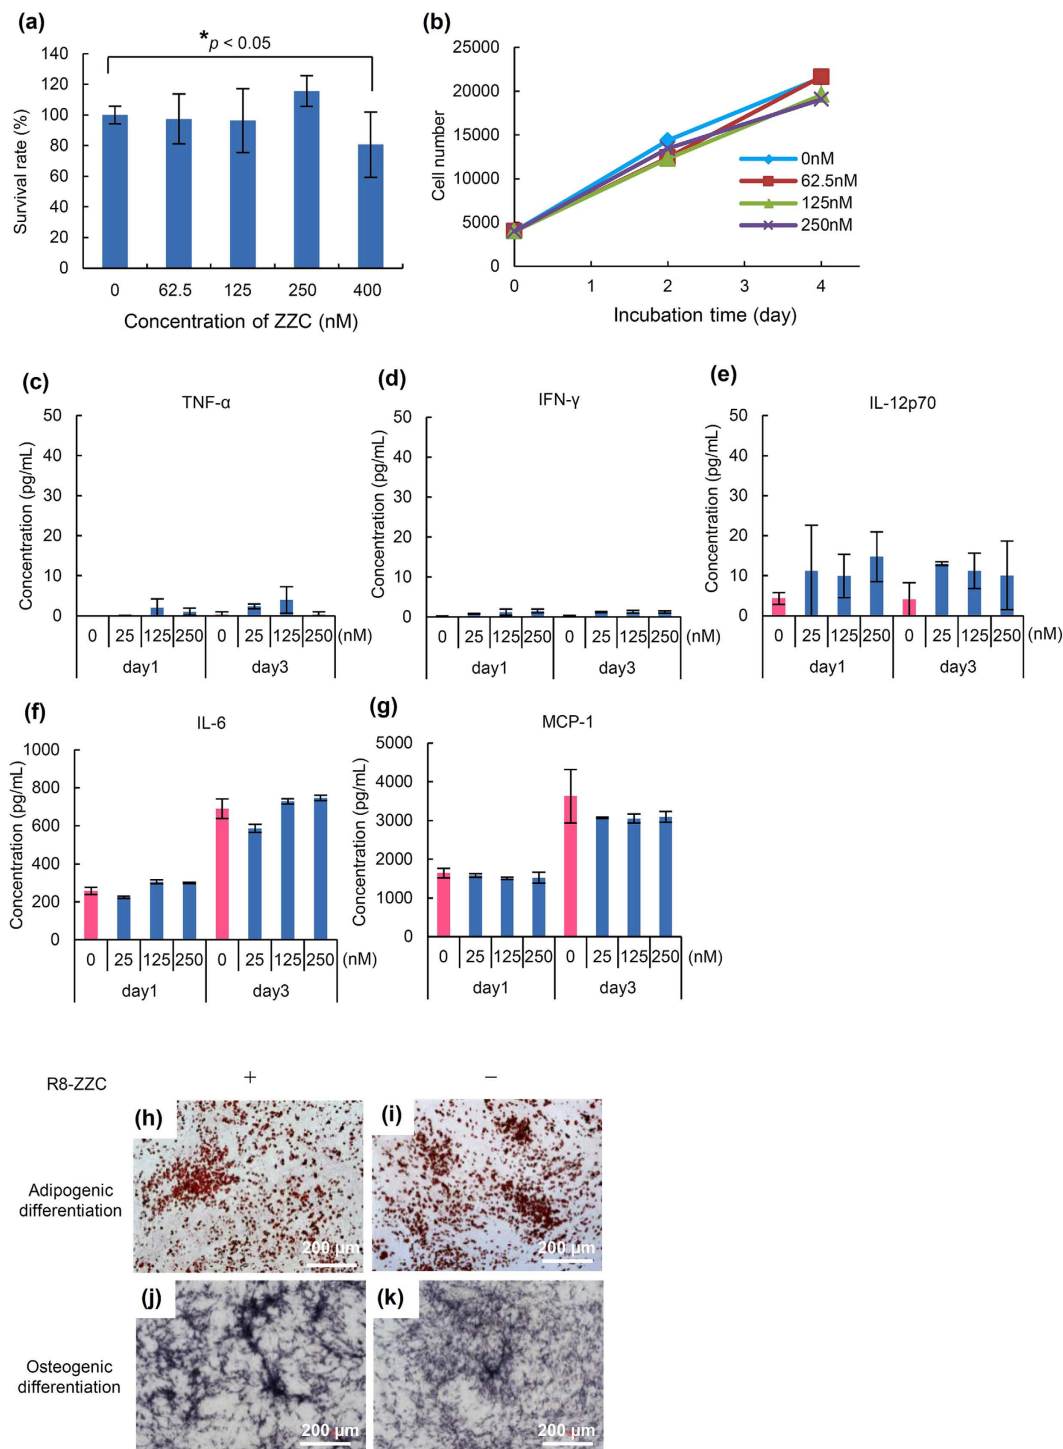 (a)
*p < 0.05
140
120
100
80
60
40
20
0
Survival rate (%)
0 62.5 125 250 400
Concentration of ZZC (nM)
(b)
25000
20000
15000
10000
5000
0
Cell number
0nM
62.5nM
125nM
250nM
0 1 2 3 4
Incubation time (day)
(c)
TNF-α
50
40
30
20
10
0
Concentration (pg/mL)
0 25 125 250 0 25 125 250 (nM)
day1 day3
(d)
IFN-γ
50
40
30
20
10
0
Concentration (pg/mL)
0 25 125 250 0 25 125 250 (nM)
day1 day3
(e)
IL-12p70
50
40
30
20
10
0
Concentration (pg/mL)
0 25 125 250 0 25 125 250 (nM)
day1 day3
(f)
IL-6
1000
800
600
400
200
0
Concentration (pg/mL)
0 25 125 250 0 25 125 250 (nM)
day1 day3
(g)
MCP-1
5000
4000
3000
2000
1000
0
Concentration (pg/mL)
0 25 125 250 0 25 125 250 (nM)
day1 day3
R8-ZZC + −
(h)
(i)
Adipogenic
differentiation
200 µm
200 µm
(j)
(k)
Osteogenic
differentiation
200 µm
200 µm